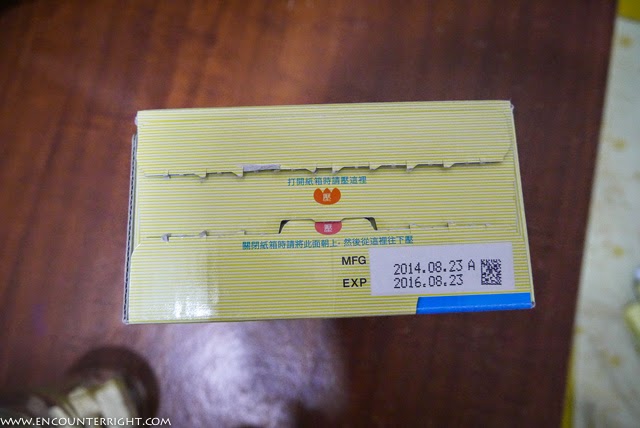 打開紙箱時請壓這裡
壓
壓
關閉紙箱時請將此面朝上，然後從這裡往下壓
MFG 2014.08.23 A
EXP 2016.08.23
WWW.ENCOUNTERRIGHT.COM